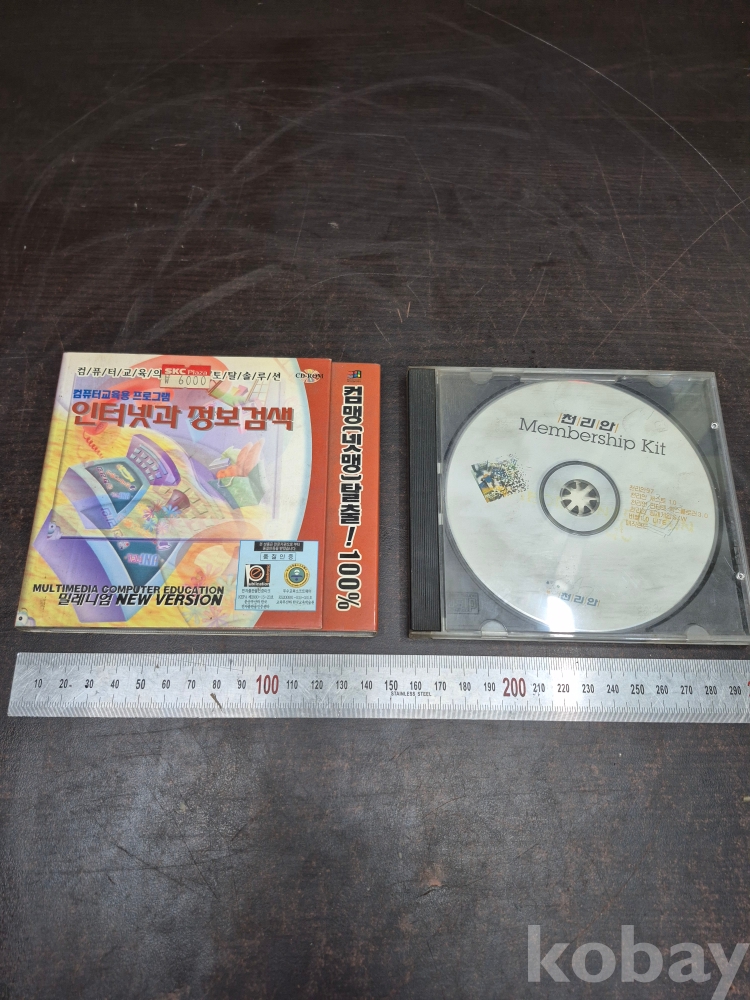 컴/퓨/터/교/육/의 토/탈/솔/루/션
SKC Plaza
₩ 6000
CD-ROM
컴퓨터교육용 프로그램
인터넷과 정보검색
품 질 인 증
MULTIMEDIA COMPUTER EDUCATION
밀레니엄 NEW VERSION
컴맹(넷맹)탈출! 100%
천리안
Membership Kit
천리안
10 20 30 40 50 60 70 80 90 100 110 120 130 140 150 160 170 180 190 200 210 220 230 240 250 260 270 280 290
STAINLESS STEEL
kobay